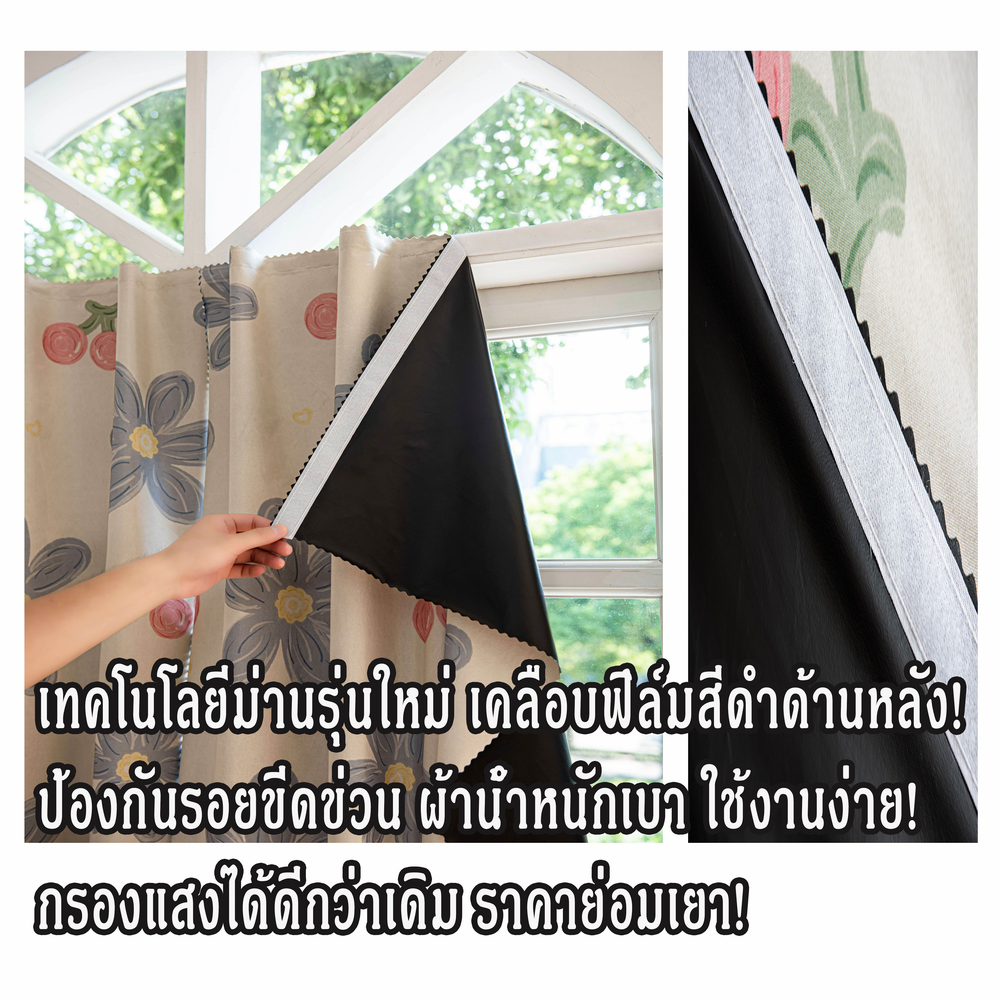 เทคโนโลยีม่านรุ่นใหม่ เคลือบฟิล์มสีดำด้านหลัง!
ป้องกันรอยขีดข่วน ผ้าน้ำหนักเบา ใช้งานง่าย!
กรองแสงได้ดีกว่าเดิม ราคาย่อมเยา!